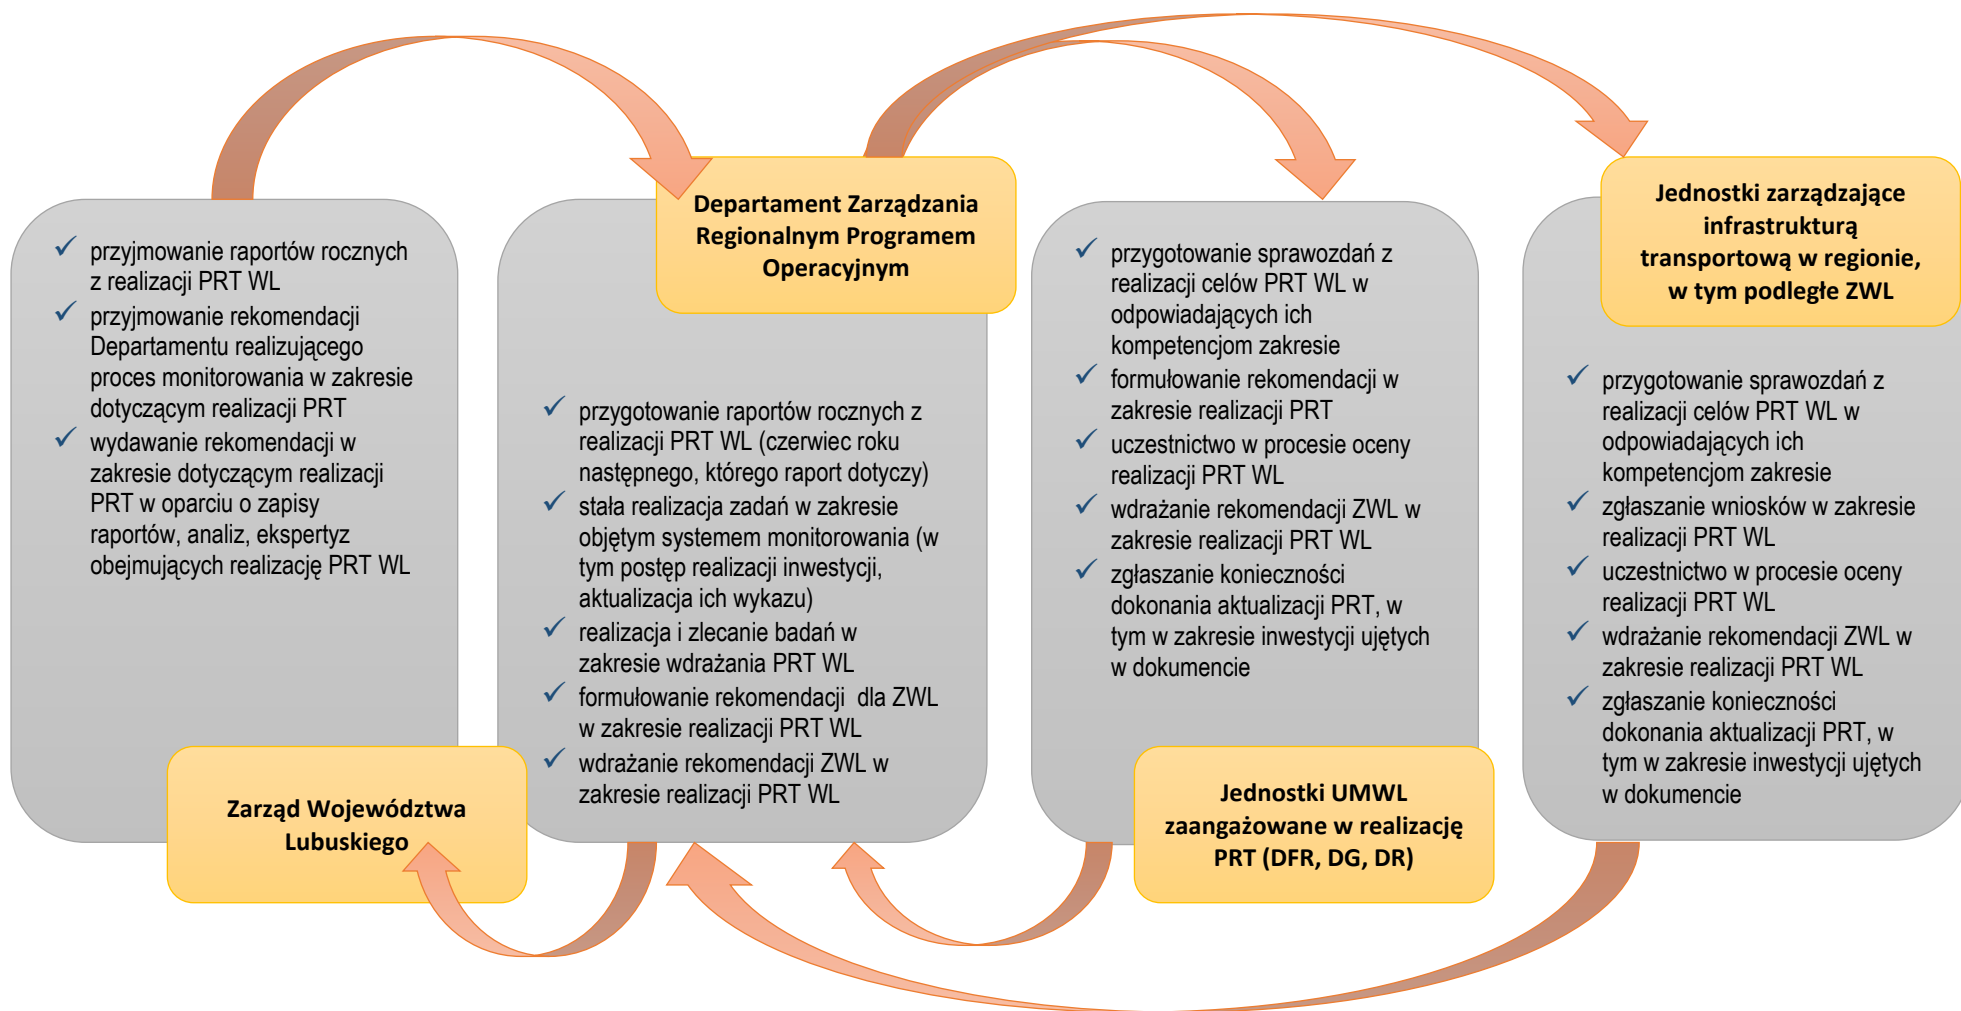 przyjmowanie raportów rocznych
z realizacji PRT WL
przyjmowanie rekomendacji
Departamentu realizującego
proces monitorowania w zakresie
dotyczącym realizacji PRT
wydawanie rekomendacji w
zakresie dotyczącym realizacji
PRT w oparciu o zapisy
raportów, analiz, ekspertyz
obejmujących realizację PRT WL
Zarząd Województwa
Lubuskiego
Departament Zarządzania
Regionalnym Programem
Operacyjnym
przygotowanie raportów rocznych z
realizacji PRT WL (czerwiec roku
następnego, którego raport dotyczy)
stała realizacja zadań w zakresie
objętym systemem monitorowania (w
tym postęp realizacji inwestycji,
aktualizacja ich wykazu)
realizacja i zlecanie badań w
zakresie wdrażania PRT WL
formułowanie rekomendacji dla ZWL
w zakresie realizacji PRT WL
wdrażanie rekomendacji ZWL w
zakresie realizacji PRT WL
przygotowanie sprawozdań z
realizacji celów PRT WL w
odpowiadających ich
kompetencjom zakresie
formułowanie rekomendacji w
zakresie realizacji PRT
uczestnictwo w procesie oceny
realizacji PRT WL
wdrażanie rekomendacji ZWL w
zakresie realizacji PRT WL
zgłaszanie konieczności
dokonania aktualizacji PRT, w
tym w zakresie inwestycji ujętych
w dokumencie
Jednostki UMWL
zaangażowane w realizację
PRT (DFR, DG, DR)
Jednostki zarządzające
infrastrukturą
transportową w regionie,
w tym podległe ZWL
przygotowanie sprawozdań z
realizacji celów PRT WL w
odpowiadających ich
kompetencjom zakresie
zgłaszanie wniosków w zakresie
realizacji PRT WL
uczestnictwo w procesie oceny
realizacji PRT WL
wdrażanie rekomendacji ZWL w
zakresie realizacji PRT WL
zgłaszanie konieczności
dokonania aktualizacji PRT, w
tym w zakresie inwestycji ujętych
w dokumencie